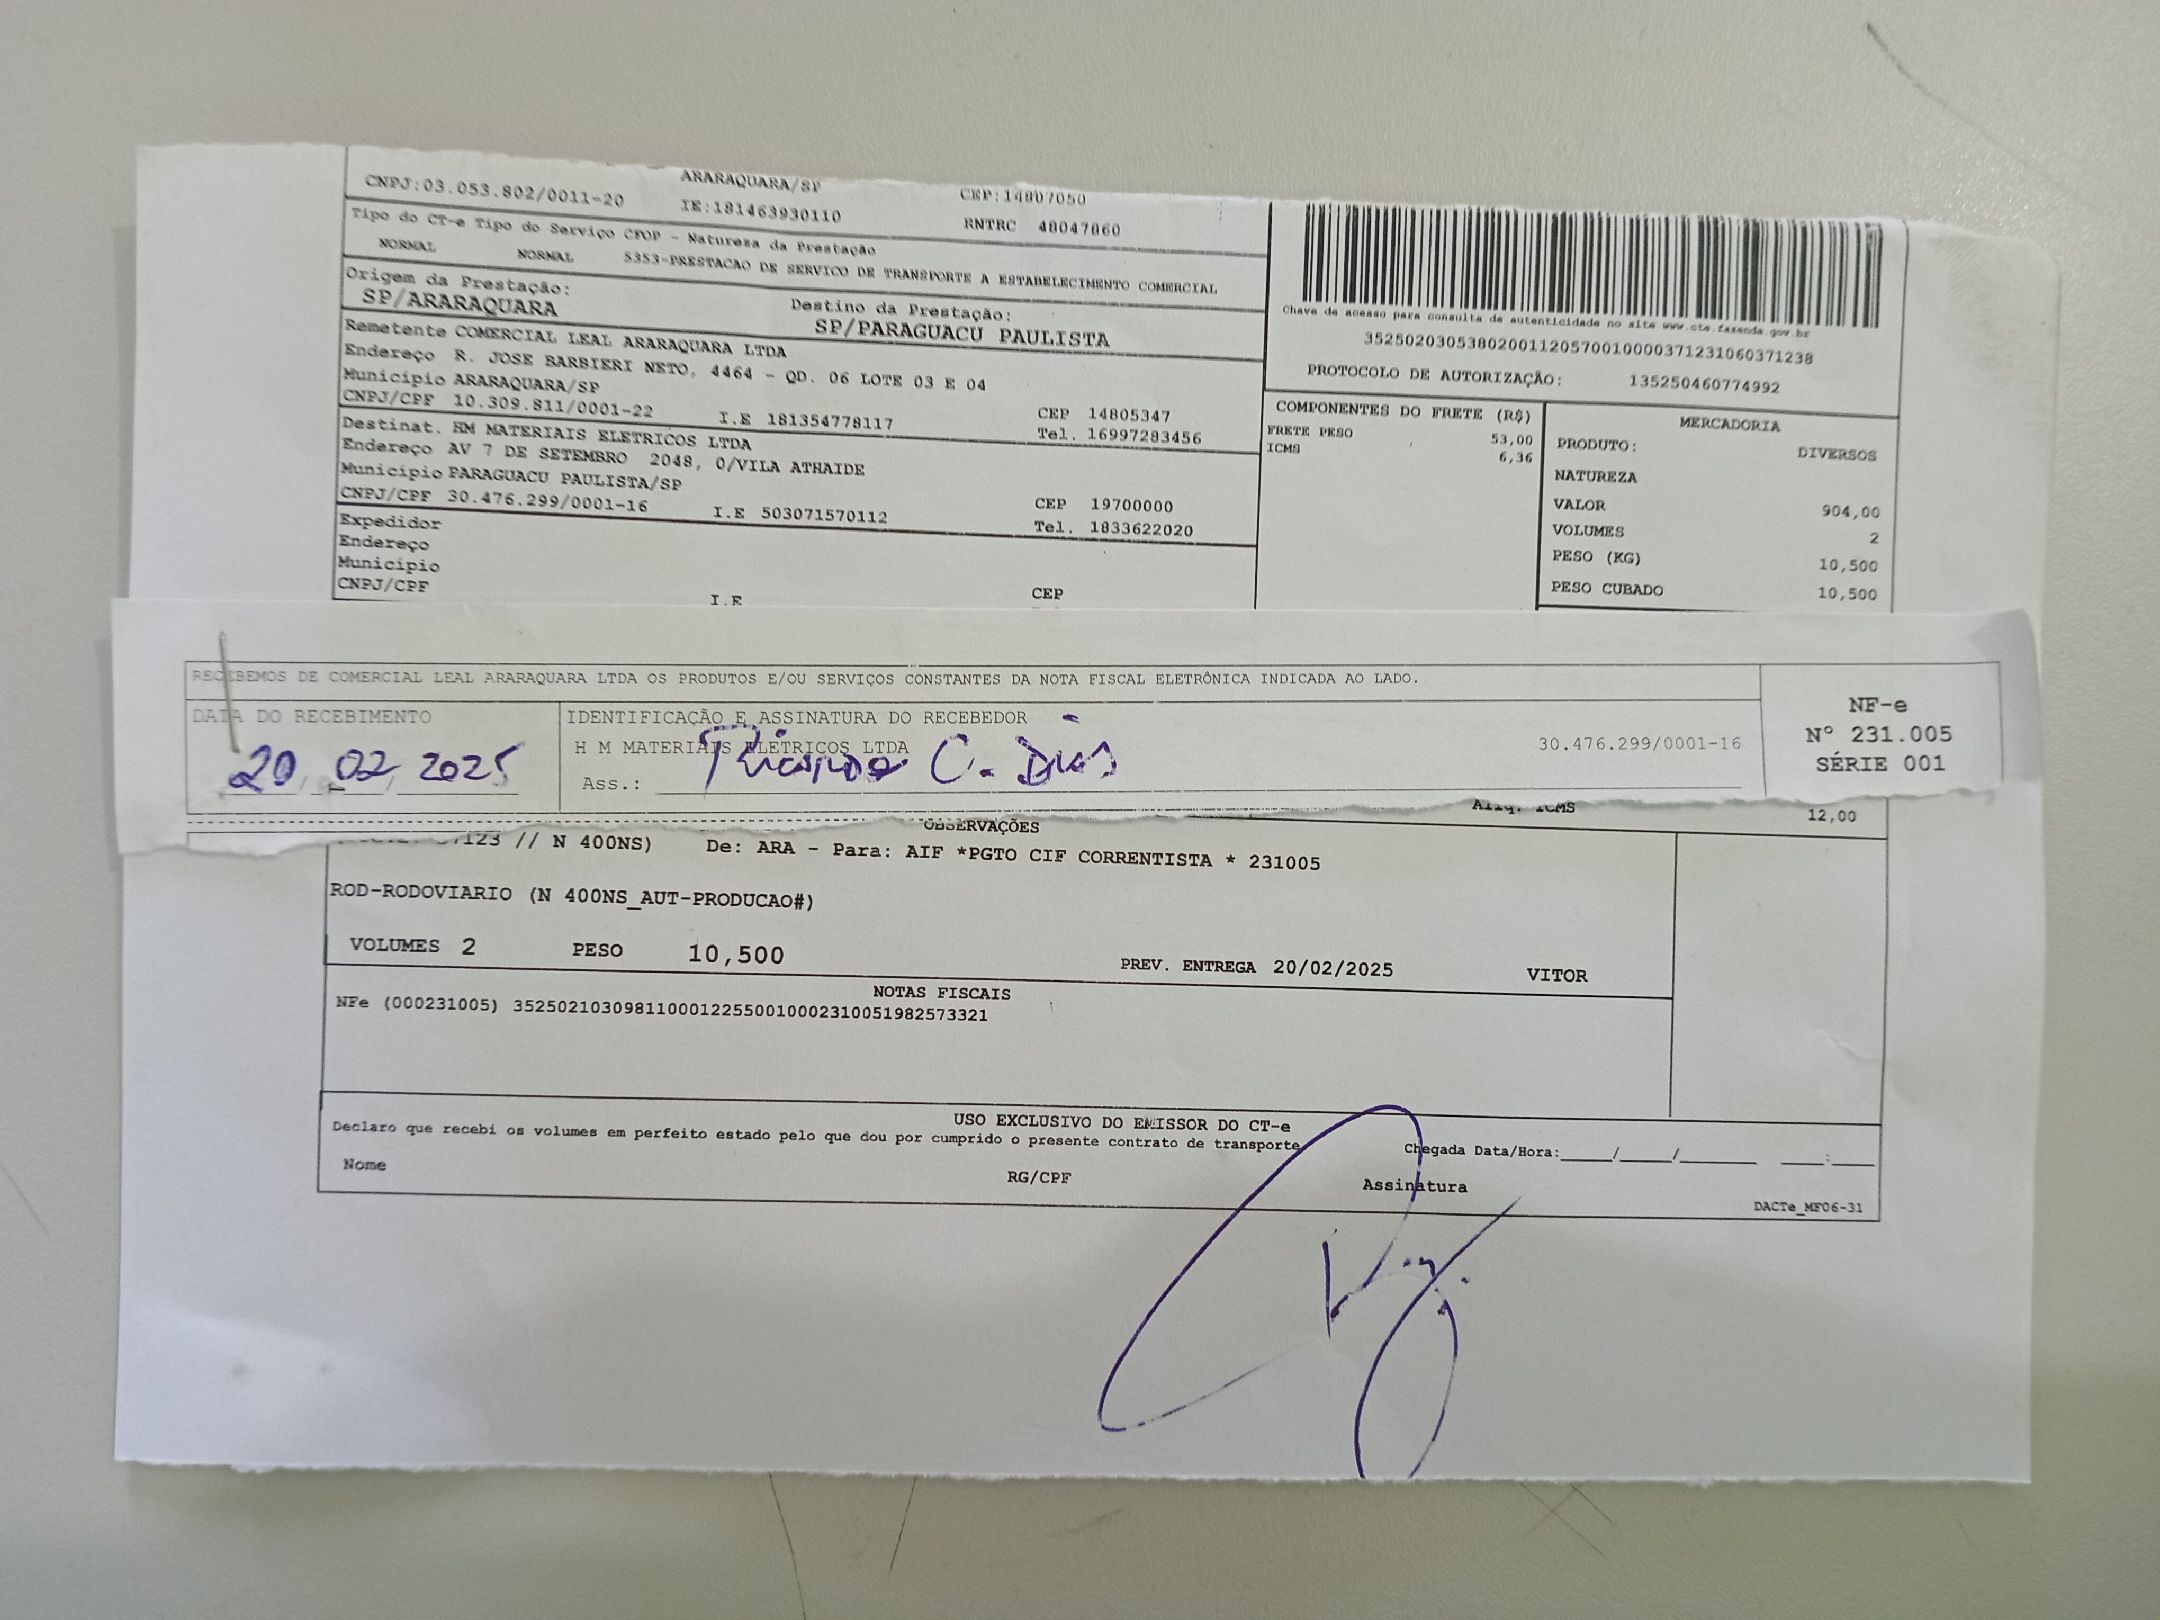 ARARAQUARA/SP CEP:14807050
CNPJ:03.053.802/0011-20 IE:181463930110 RNTRC 48047860
Tipo do CT-e Tipo do Serviço CFOP - Natureza da Prestação
NORMAL NORMAL 5353-PRESTACAO DE SERVICO DE TRANSPORTE A ESTABELECIMENTO COMERCIAL
Origem da Prestação: Destino da Prestação:
SP/ARARAQUARA SP/PARAGUACU PAULISTA
Remetente COMERCIAL LEAL ARARAQUARA LTDA
Endereço R. JOSE BARBIERI NETO, 4464 - QD. 06 LOTE 03 E 04
Município ARARAQUARA/SP CEP 14805347
CNPJ/CPF 10.309.811/0001-22 I.E 181354778117 Tel. 16997283456
Destinat. HM MATERIAIS ELETRICOS LTDA
Endereço AV 7 DE SETEMBRO 2048, 0/VILA ATHAIDE
Município PARAGUACU PAULISTA/SP CEP 19700000
CNPJ/CPF 30.476.299/0001-16 I.E 503071570112 Tel. 1833622020
Expedidor
Endereço
Município CEP
CNPJ/CPF I.E
Chave de acesso para consulta de autenticidade no site www.cte.fazenda.gov.br
35250203053802001120570010000371231060371238
PROTOCOLO DE AUTORIZAÇÃO: 135250460774992
COMPONENTES DO FRETE (R$)
FRETE PESO 53,00
ICMS 6,36
MERCADORIA
PRODUTO: DIVERSOS
NATUREZA
VALOR 904,00
VOLUMES 2
PESO (KG) 10,500
PESO CUBADO 10,500
RECEBEMOS DE COMERCIAL LEAL ARARAQUARA LTDA OS PRODUTOS E/OU SERVIÇOS CONSTANTES DA NOTA FISCAL ELETRÔNICA INDICADA AO LADO.
DATA DO RECEBIMENTO
20 02 2025
IDENTIFICAÇÃO E ASSINATURA DO RECEBEDOR
H M MATERIAIS ELÉTRICOS LTDA 30.476.299/0001-16
Ass.: Ricardo C. Dias
NF-e
Nº 231.005
SÉRIE 001
Aliq. ICMS 12,00
OBSERVAÇÕES
123 // N 400NS) De: ARA - Para: AIF *PGTO CIF CORRENTISTA * 231005
ROD-RODOVIARIO (N 400NS_AUT-PRODUCAO#)
VOLUMES 2 PESO 10,500 PREV. ENTREGA 20/02/2025 VITOR
NOTAS FISCAIS
NFe (000231005) 35250210309811000122550010002310051982573321
USO EXCLUSIVO DO EMISSOR DO CT-e
Declaro que recebi os volumes em perfeito estado pelo que dou por cumprido o presente contrato de transporte
Chegada Data/Hora:____/____/______ ____:____
Nome RG/CPF Assinatura
DACTe_MF06-31